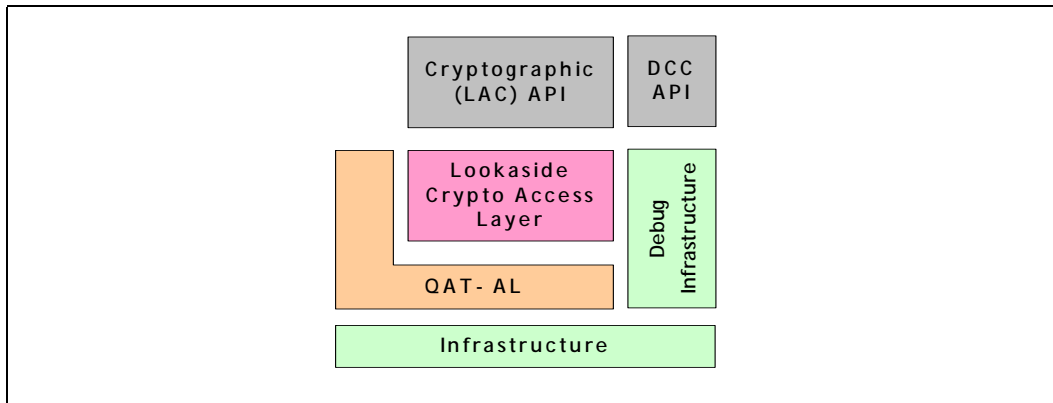 Cryptographic
(LAC) API
DCC
API
Lookaside
Crypto Access
Layer
Debug
Infrastructure
QAT- AL
Infrastructure